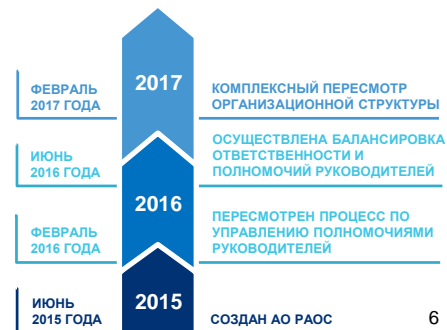 2017
ФЕВРАЛЬ
2017 ГОДА
КОМПЛЕКСНЫЙ ПЕРЕСМОТР
ОРГАНИЗАЦИОННОЙ СТРУКТУРЫ
ИЮНЬ
2016 ГОДА
ОСУЩЕСТВЛЕНА БАЛАНСИРОВКА
ОТВЕТСТВЕННОСТИ И
ПОЛНОМОЧИЙ РУКОВОДИТЕЛЕЙ
2016
ФЕВРАЛЬ
2016 ГОДА
ПЕРЕСМОТРЕН ПРОЦЕСС ПО
УПРАВЛЕНИЮ ПОЛНОМОЧИЯМИ
РУКОВОДИТЕЛЕЙ
ИЮНЬ
2015 ГОДА
2015
СОЗДАН АО РАОС
6